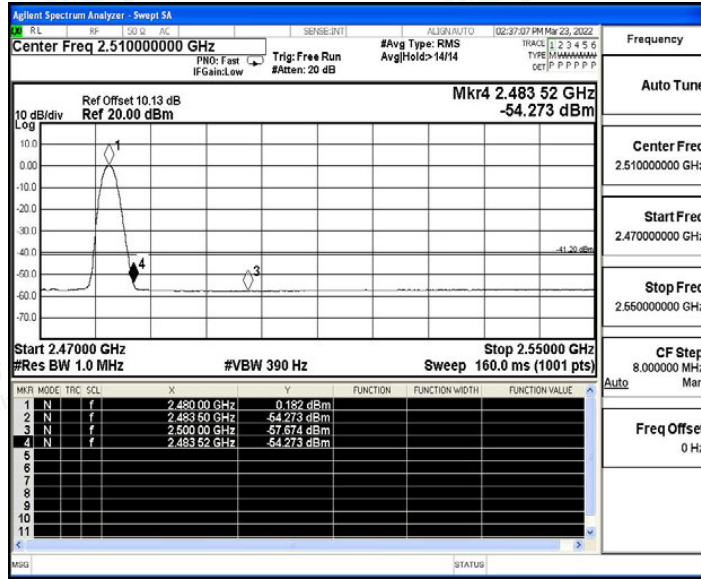 Agilent Spectrum Analyzer - Swept SA
RL RF 50 Ω AC SENSE:INT ALIGN AUTO 02:37:07 PM Mar 23, 2022
Center Freq 2.510000000 GHz
PNO: Fast
IFGain:Low
Trig: Free Run
#Atten: 20 dB
#Avg Type: RMS
Avg|Hold:> 14/14
TRACE 1 2 3 4 5 6
TYPE MWWWWW
DET P P P P P P
Ref Offset 10.13 dB
Ref 20.00 dBm
10 dB/div
Log
Mkr4 2.483 52 GHz
-54.273 dBm
10.0
0.00
-10.0
-20.0
-30.0
-40.0
-50.0
-60.0
-70.0
1
4
3
-41.20 dBm
Start 2.47000 GHz Stop 2.55000 GHz
#Res BW 1.0 MHz #VBW 390 Hz Sweep 160.0 ms (1001 pts)
MKR MODE TRC SCL X Y FUNCTION FUNCTION WIDTH FUNCTION VALUE
1 N f 2.480 00 GHz 0.182 dBm
2 N f 2.483 50 GHz -54.273 dBm
3 N f 2.500 00 GHz -57.674 dBm
4 N f 2.483 52 GHz -54.273 dBm
5
6
7
8
9
10
11
MSG STATUS
Frequency
Auto Tune
Center Freq
2.510000000 GHz
Start Freq
2.470000000 GHz
Stop Freq
2.550000000 GHz
CF Step
8.000000 MHz
Auto Man
Freq Offset
0 Hz